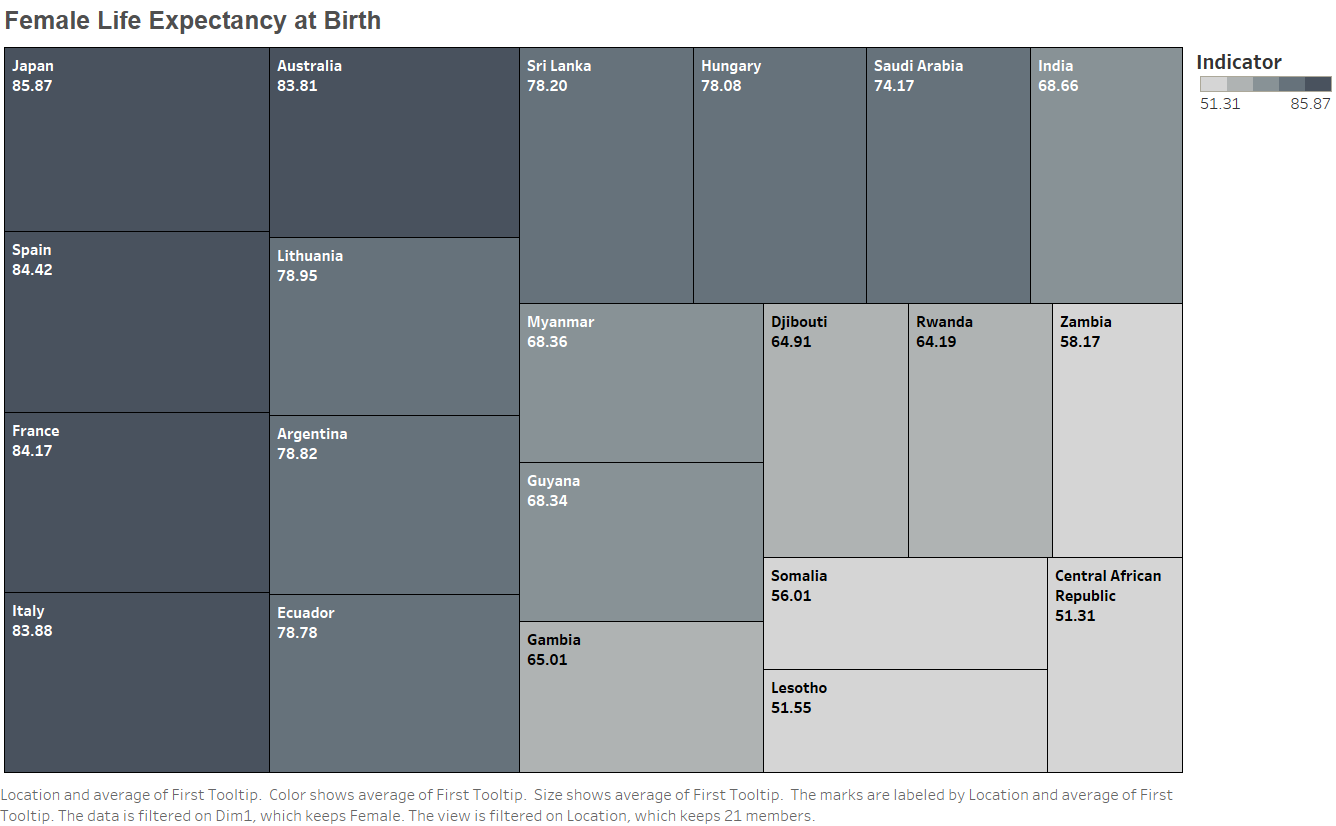 Female Life Expectancy at Birth
Japan
85.87
Spain
84.42
France
84.17
Italy
83.88
Australia
83.81
Lithuania
78.95
Argentina
78.82
Ecuador
78.78
Sri Lanka
78.20
Hungary
78.08
Saudi Arabia
74.17
India
68.66
Myanmar
68.36
Guyana
68.34
Gambia
65.01
Djibouti
64.91
Rwanda
64.19
Zambia
58.17
Somalia
56.01
Lesotho
51.55
Central African
Republic
51.31
Indicator
51.31 85.87
Location and average of First Tooltip.  Color shows average of First Tooltip.  Size shows average of First Tooltip.  The marks are labeled by Location and average of First
Tooltip. The data is filtered on Dim1, which keeps Female. The view is filtered on Location, which keeps 21 members.